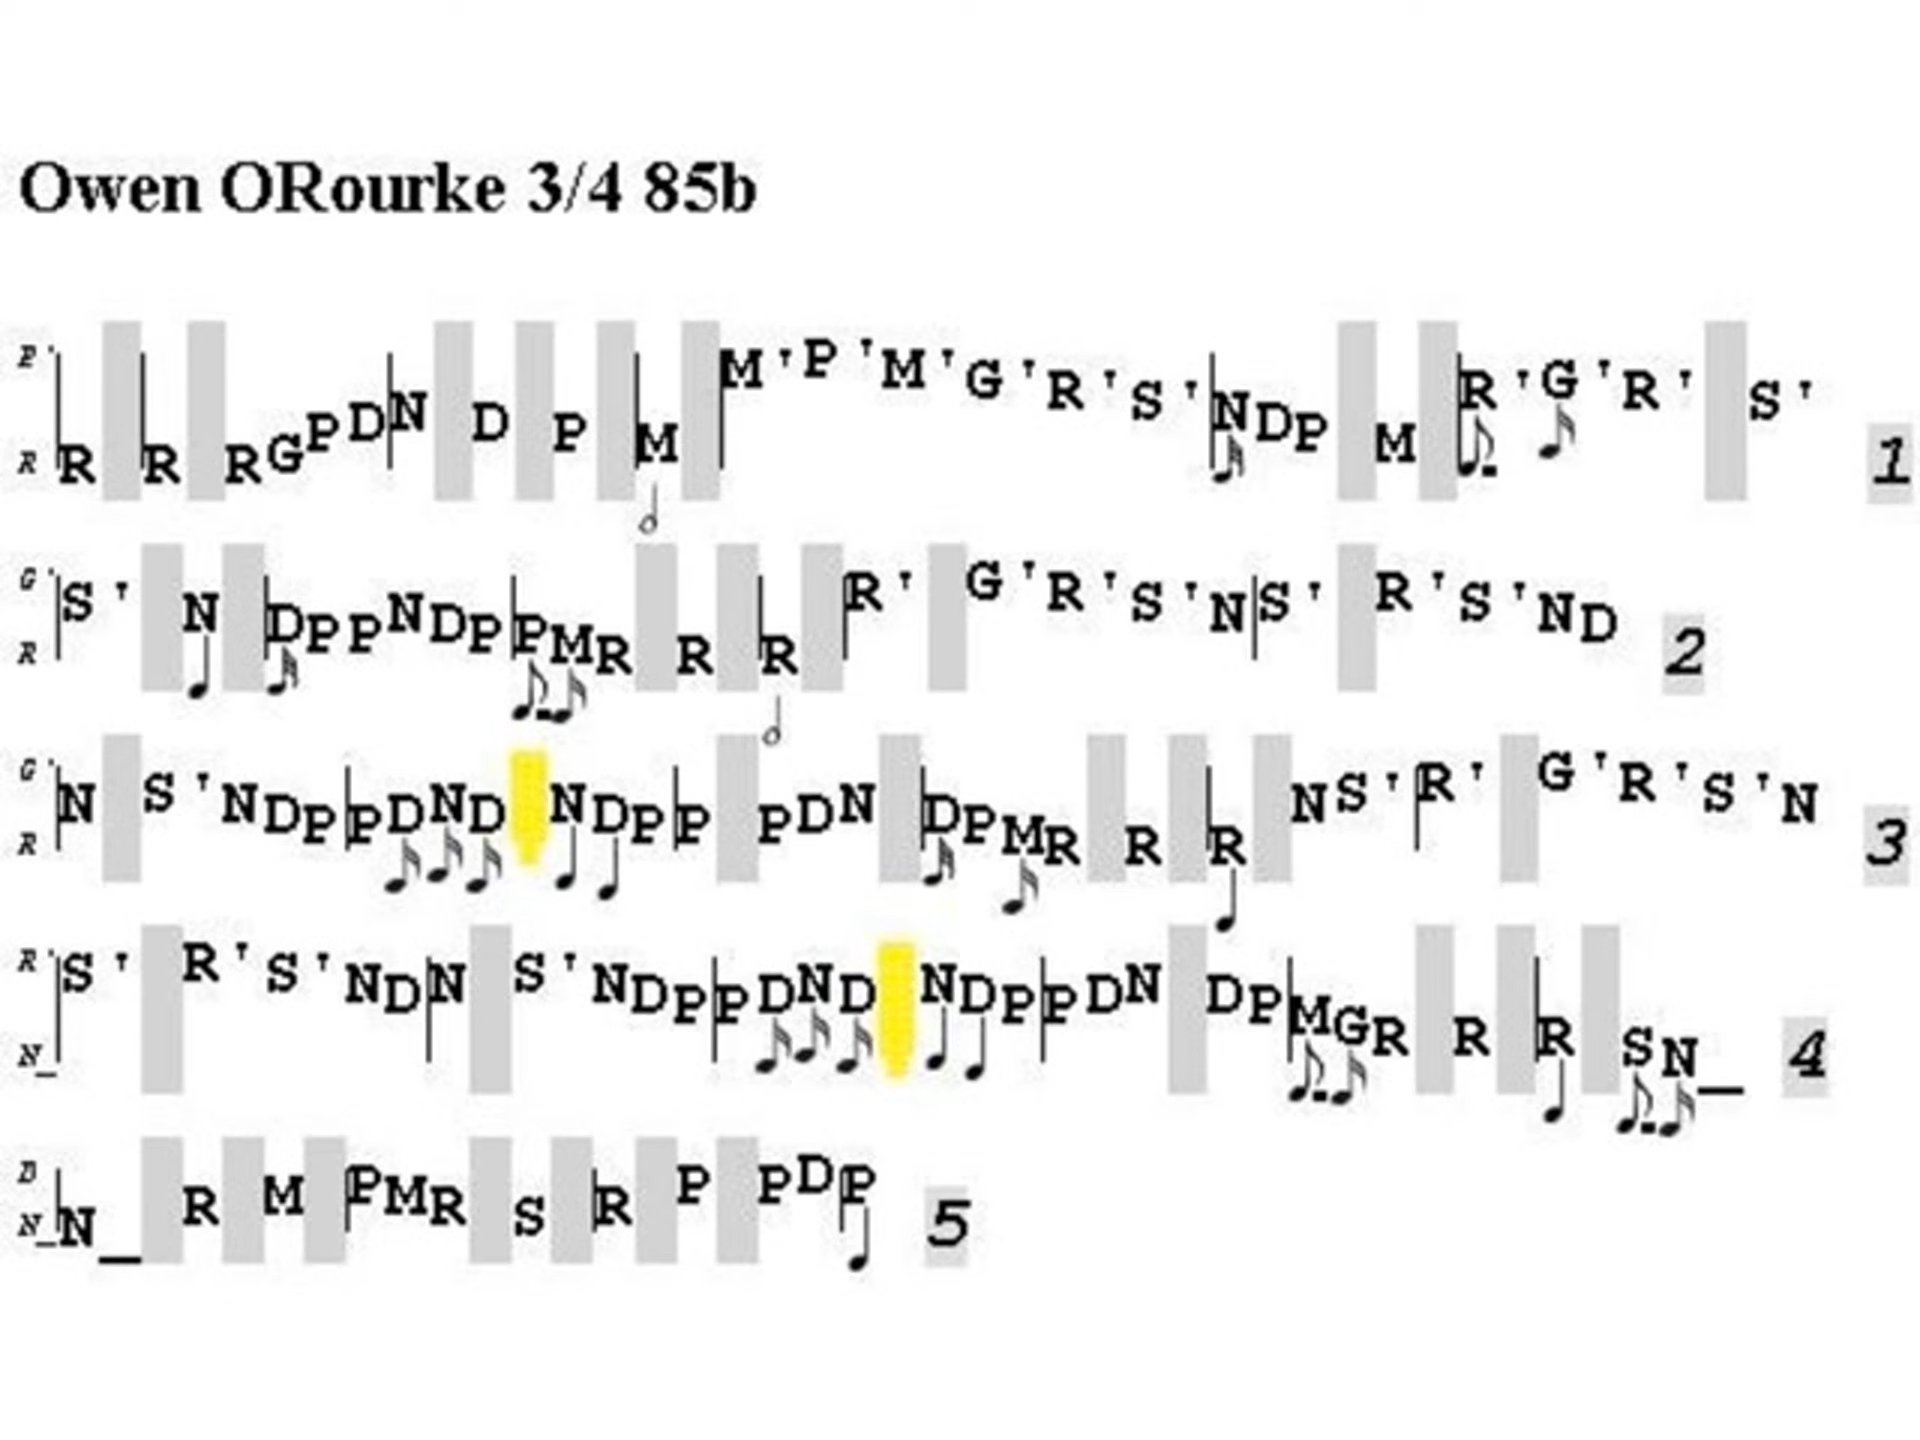 Owen ORourke 3/4 85b
P' R R R R G P D N D P M M ' P ' M ' G ' R ' S ' N D P M R ' G ' R ' S ' 1
G' R S ' N D P P N D P P M R R R R ' G ' R ' S ' N S ' R ' S ' N D 2
G' R N S ' N D P P D N D N D P P P D N D P M R R R N S ' R ' G ' R ' S ' N 3
R' N_ S ' R ' S ' N D N S ' N D P P D N D N D P P D N D P M G R R R S N_ 4
D N_ N_ R M P M R S R P P D P 5